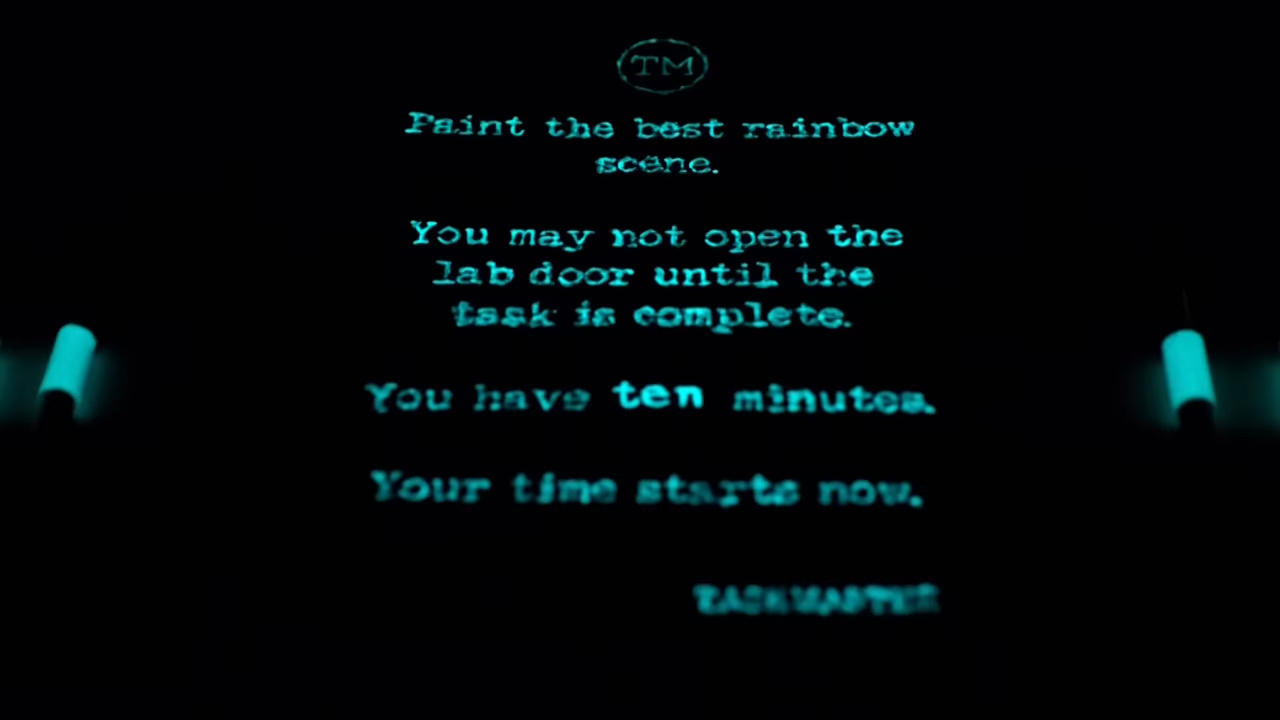 TM
Paint the best rainbow
scene.
You may not open the
lab door until the
task is complete.
You have ten minutes.
Your time starts now.
TASKMASTER